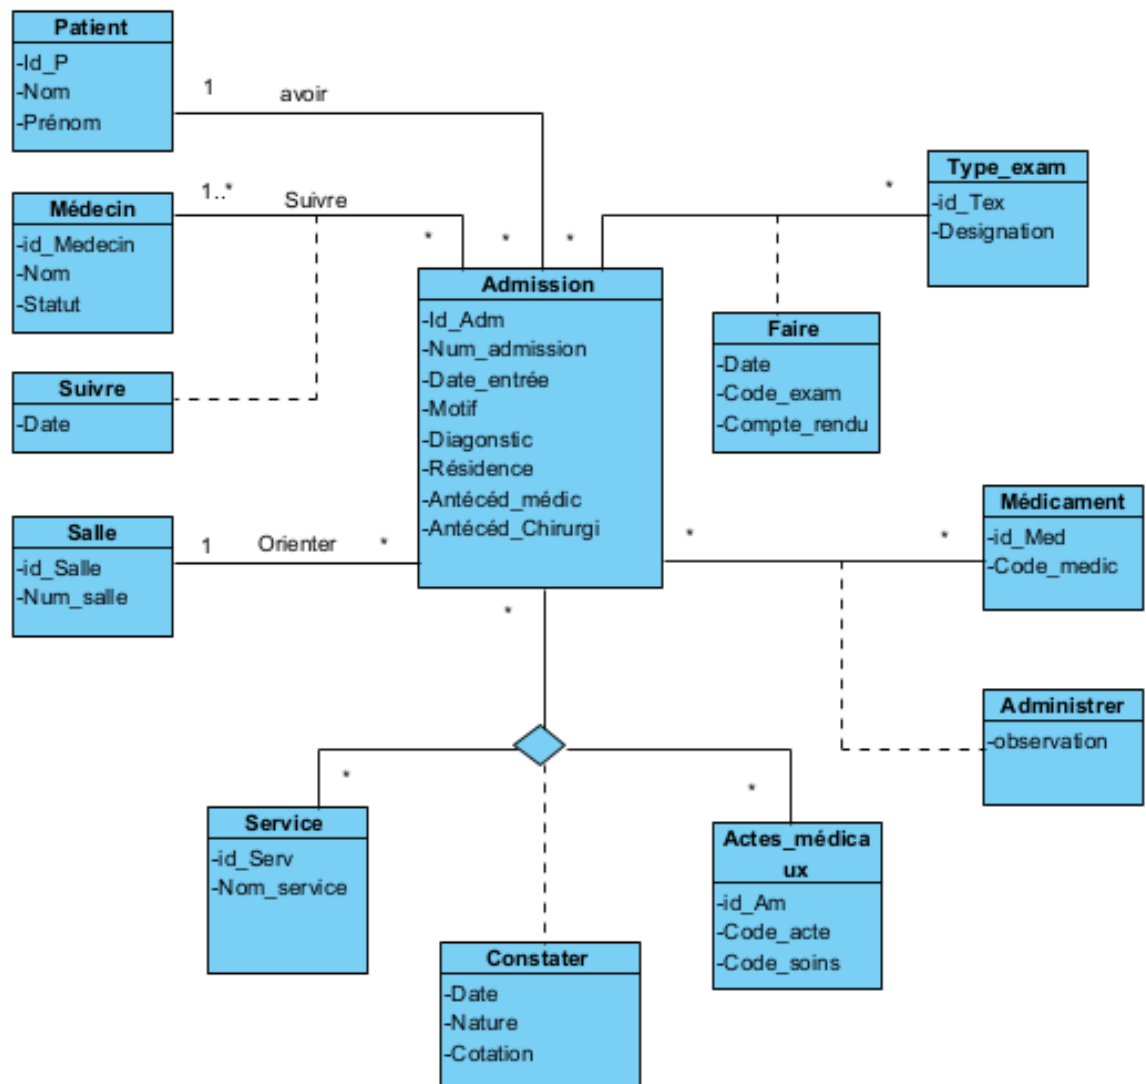 Patient
-Id_P
-Nom
-Prénom
1
avoir
Médecin
-id_Medecin
-Nom
-Statut
1..*
Suivre
*
*
*
*
Type_exam
-id_Tex
-Designation
Suivre
-Date
Admission
-Id_Adm
-Num_admission
-Date_entrée
-Motif
-Diagonstic
-Résidence
-Antécéd_médic
-Antécéd_Chirurgi
Faire
-Date
-Code_exam
-Compte_rendu
Salle
-id_Salle
-Num_salle
1
Orienter
*
*
*
Médicament
-id_Med
-Code_medic
*
Administrer
-observation
*
*
Service
-id_Serv
-Nom_service
Actes_médica
ux
-id_Am
-Code_acte
-Code_soins
Constater
-Date
-Nature
-Cotation